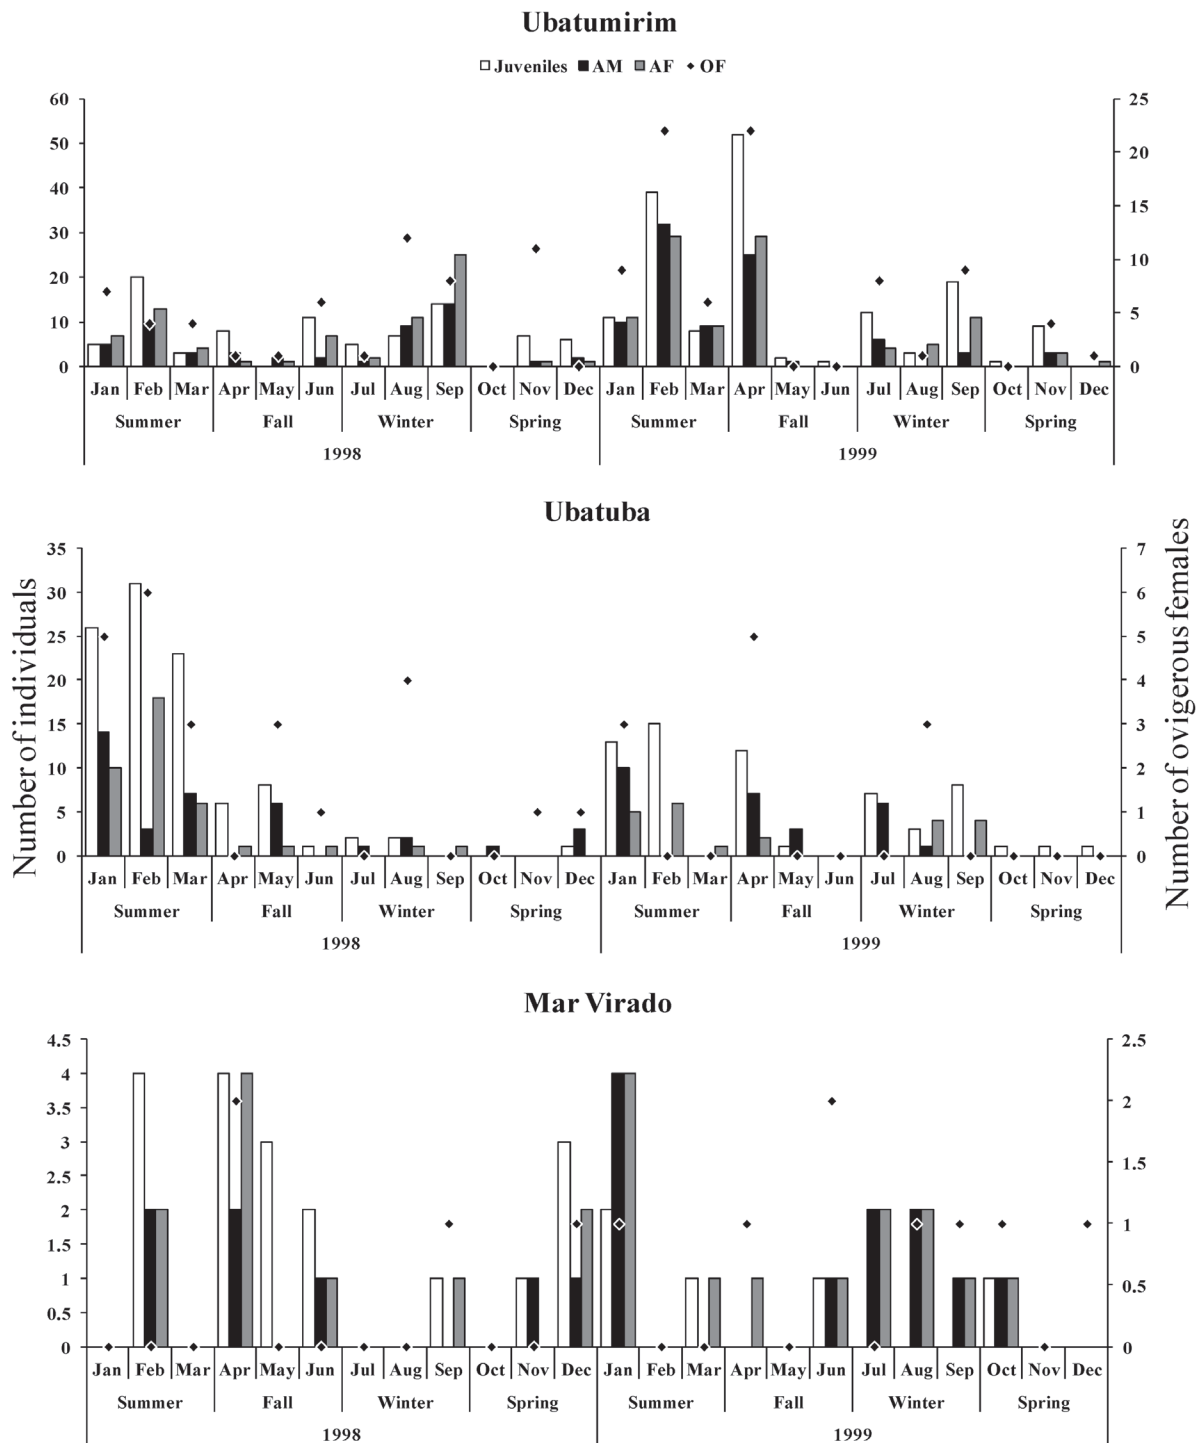 Ubatumirim
Juveniles AM AF OF
60 25
50 20
40 15
30 10
20 5
10 0
0
Jan Feb Mar Apr May Jun Jul Aug Sep Oct Nov Dec Jan Feb Mar Apr May Jun Jul Aug Sep Oct Nov Dec
Summer Fall Winter Spring Summer Fall Winter Spring
1998 1999
Ubatuba
Number of individuals
Number of ovigerous females
35 7
30 6
25 5
20 4
15 3
10 2
5 1
0 0
Jan Feb Mar Apr May Jun Jul Aug Sep Oct Nov Dec Jan Feb Mar Apr May Jun Jul Aug Sep Oct Nov Dec
Summer Fall Winter Spring Summer Fall Winter Spring
1998 1999
Mar Virado
4.5 2.5
4 2
3.5 1.5
3 1
2.5 0.5
2 0
1.5
1
0.5
0
Jan Feb Mar Apr May Jun Jul Aug Sep Oct Nov Dec Jan Feb Mar Apr May Jun Jul Aug Sep Oct Nov Dec
Summer Fall Winter Spring Summer Fall Winter Spring
1998 1999